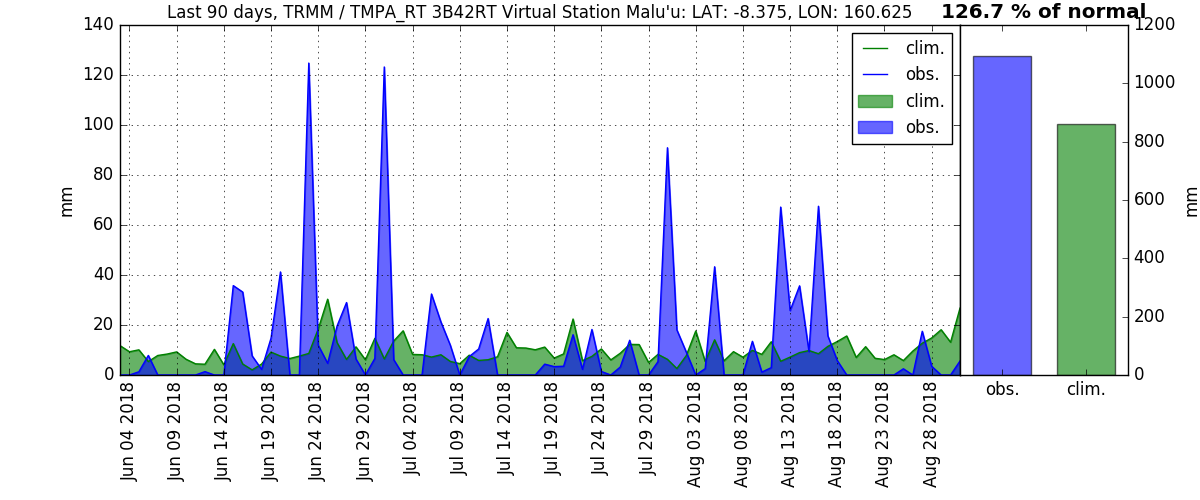 Last 90 days, TRMM / TMPA_RT 3B42RT Virtual Station Malu'u: LAT: -8.375, LON: 160.625
126.7 % of normal
mm
140
120
100
80
60
40
20
0
clim.
obs.
clim.
obs.
Jun 04 2018
Jun 09 2018
Jun 14 2018
Jun 19 2018
Jun 24 2018
Jun 29 2018
Jul 04 2018
Jul 09 2018
Jul 14 2018
Jul 19 2018
Jul 24 2018
Jul 29 2018
Aug 03 2018
Aug 08 2018
Aug 13 2018
Aug 18 2018
Aug 23 2018
Aug 28 2018
1200
1000
800
600
400
200
0
mm
obs.
clim.